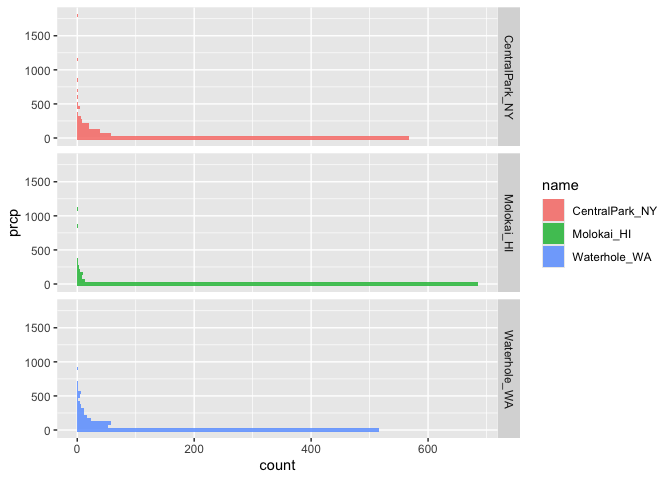 prcp
1500
1000
500
0
CentralPark_NY
1500
1000
500
0
Molokai_HI
1500
1000
500
0
Waterhole_WA
0 200 400 600
count
name
CentralPark_NY
Molokai_HI
Waterhole_WA